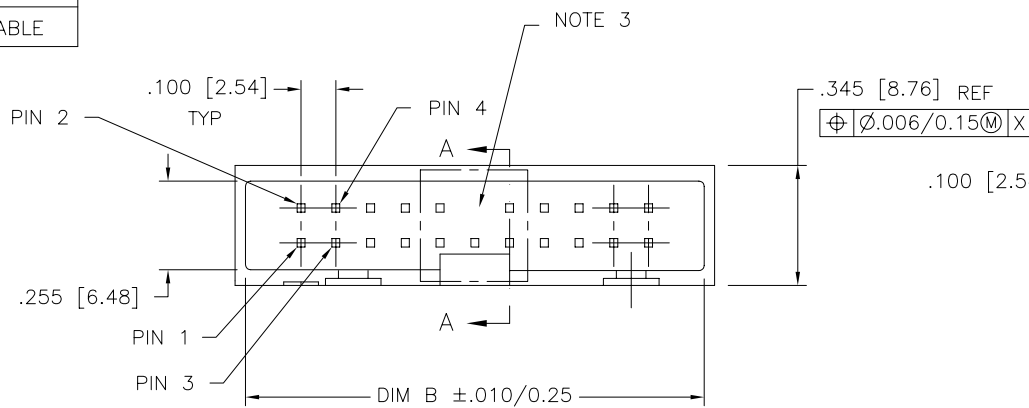 ABLE
NOTE 3
.100 [2.54]
TYP
PIN 2
PIN 4
.345 [8.76] REF
⌖ Ø.006/0.15Ⓜ X
A
.100 [2.5
.255 [6.48]
A
PIN 1
PIN 3
DIM B ±.010/0.25